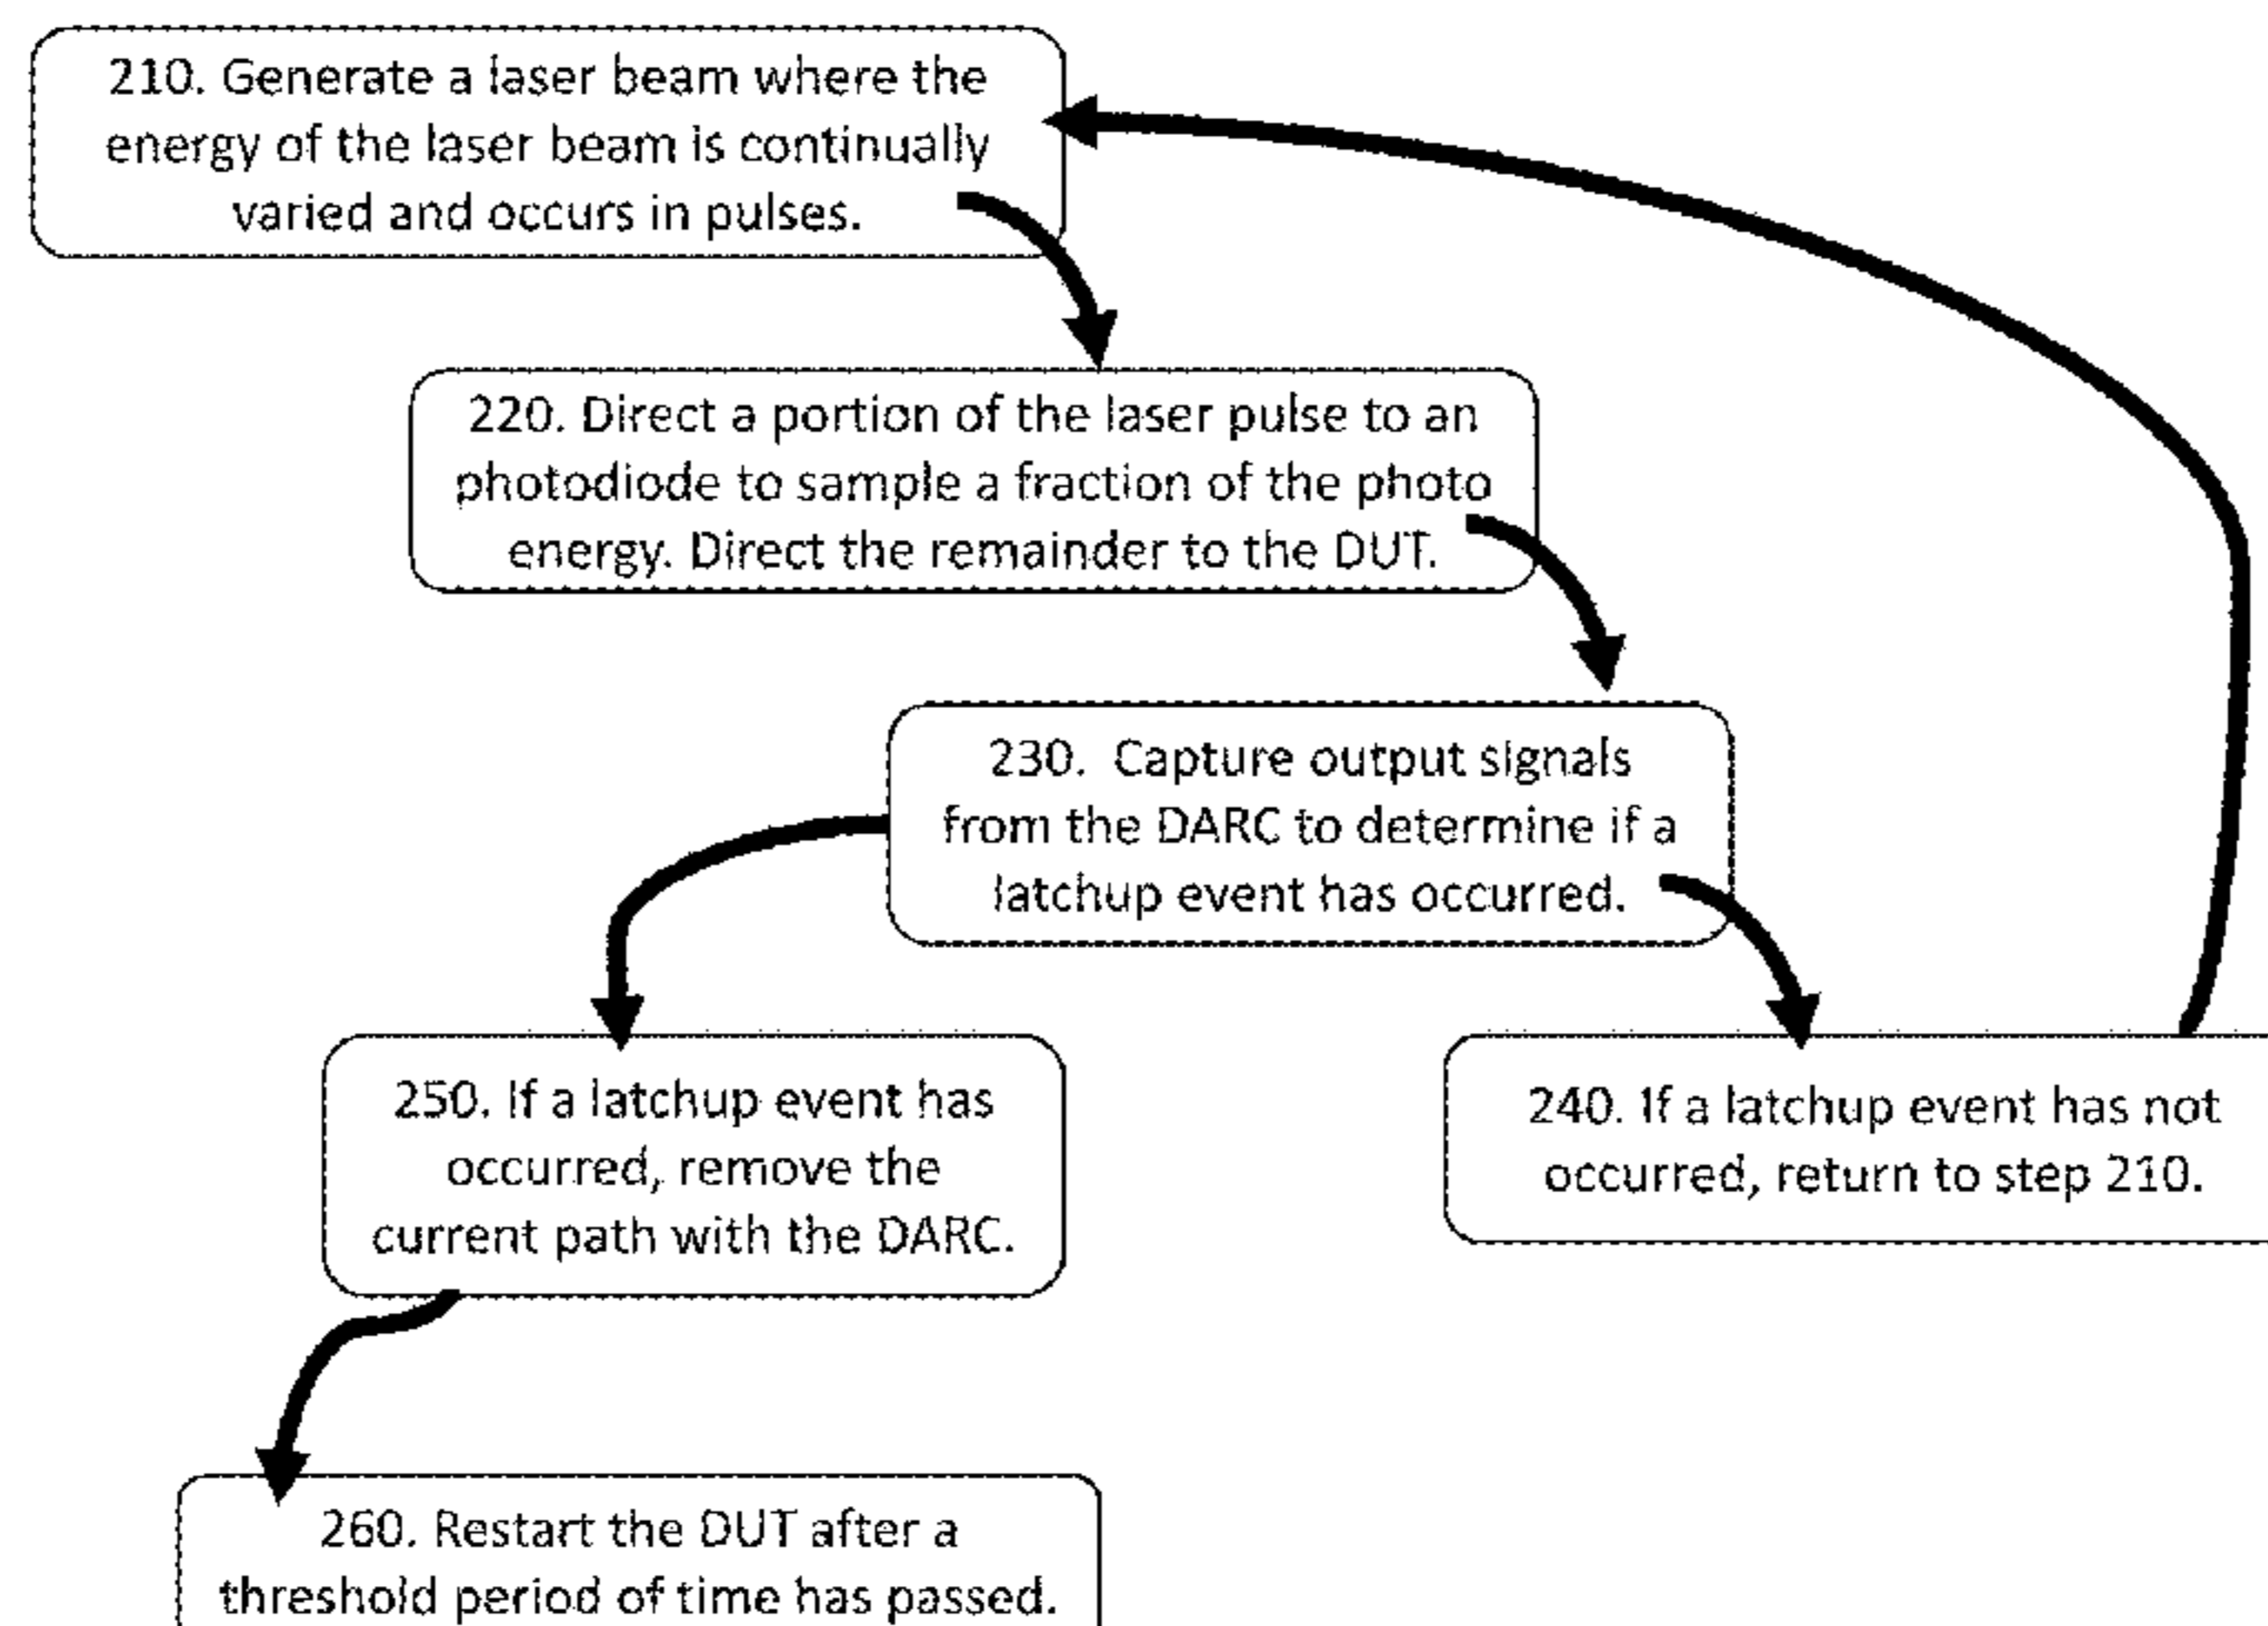 210. Generate a laser beam where the
energy of the laser beam is continually
varied and occurs in pulses.
220. Direct a portion of the laser pulse to an
photodiode to sample a fraction of the photo
energy. Direct the remainder to the DUT.
230. Capture output signals
from the DARC to determine if a
latchup event has occurred.
250. If a latchup event has
occurred, remove the
current path with the DARC.
240. If a latchup event has not
occurred, return to step 210.
260. Restart the DUT after a
threshold period of time has passed.